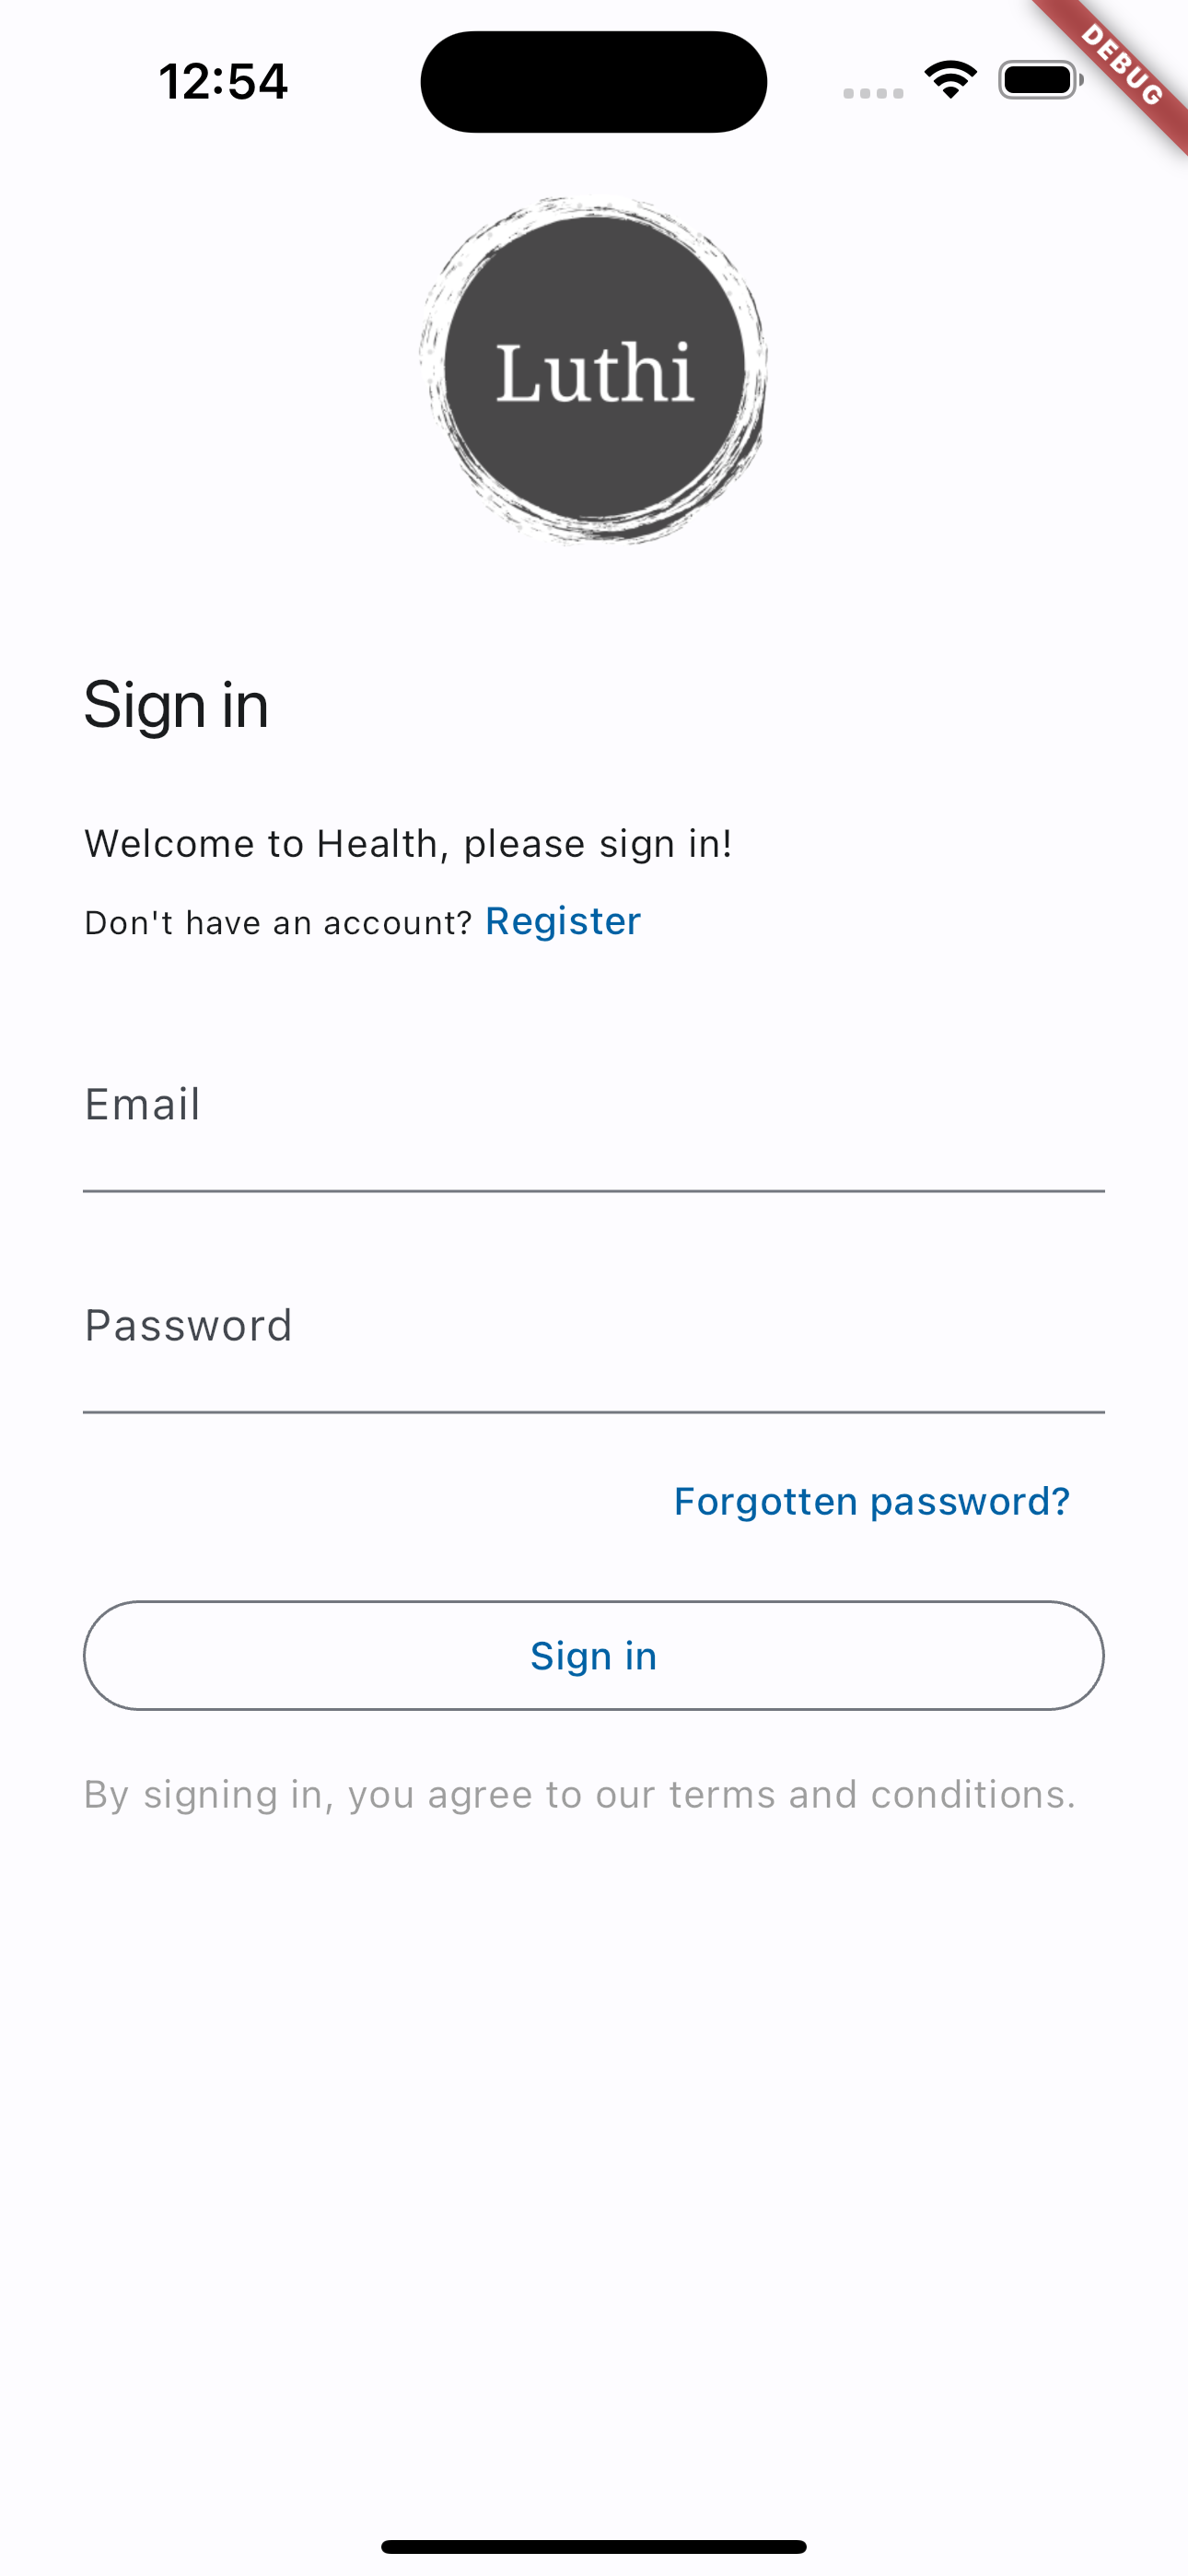 12:54
DEBUG
Luthi
Sign in
Welcome to Health, please sign in!
Don't have an account? Register
Email
Password
Forgotten password?
Sign in
By signing in, you agree to our terms and conditions.